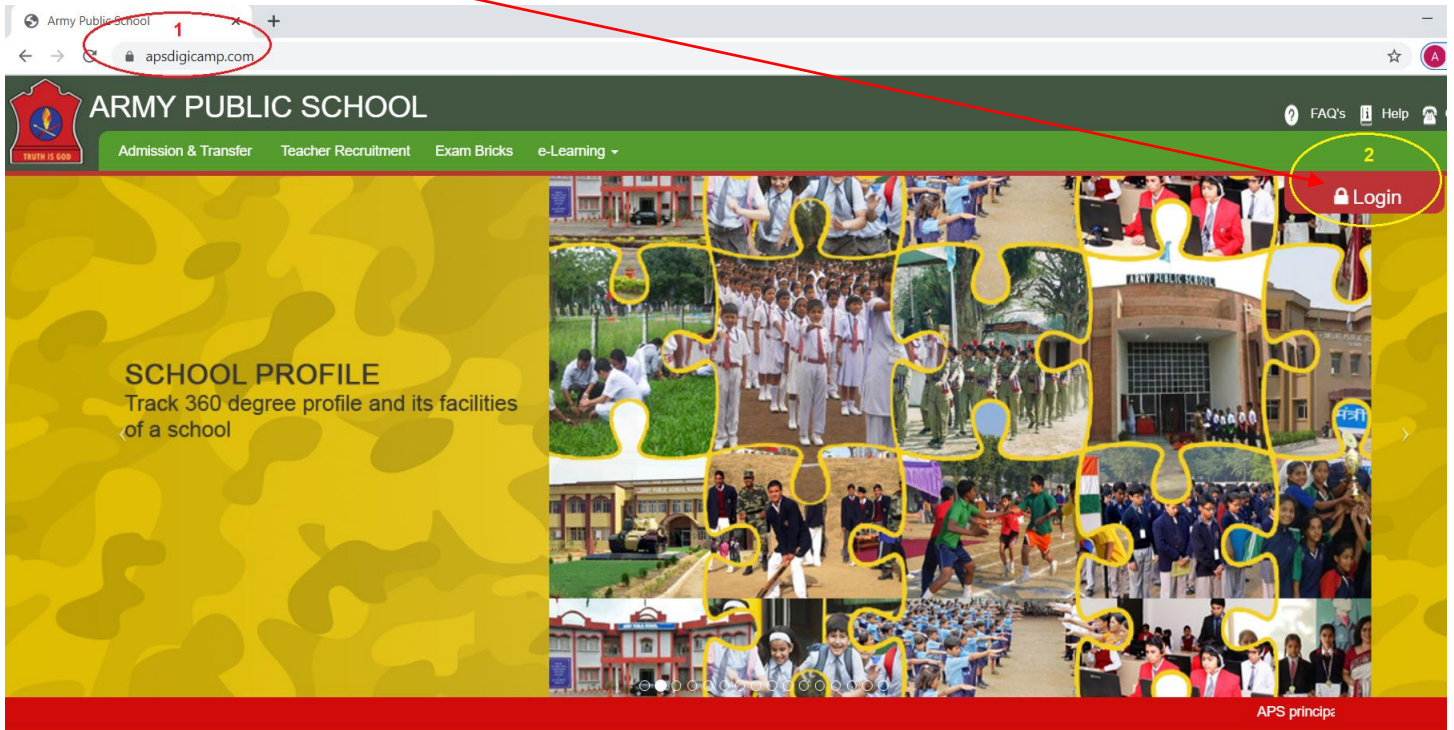 Army Public School
1
apsdigicamp.com
A
ARMY PUBLIC SCHOOL
FAQ's Help
TRUTH IS GOD
Admission & Transfer Teacher Recruitment Exam Bricks e-Learning
2
Login
ARMY PUBLIC SCHOOL
SCHOOL PROFILE
Track 360 degree profile and its facilities
of a school
मंत्री
APS principa